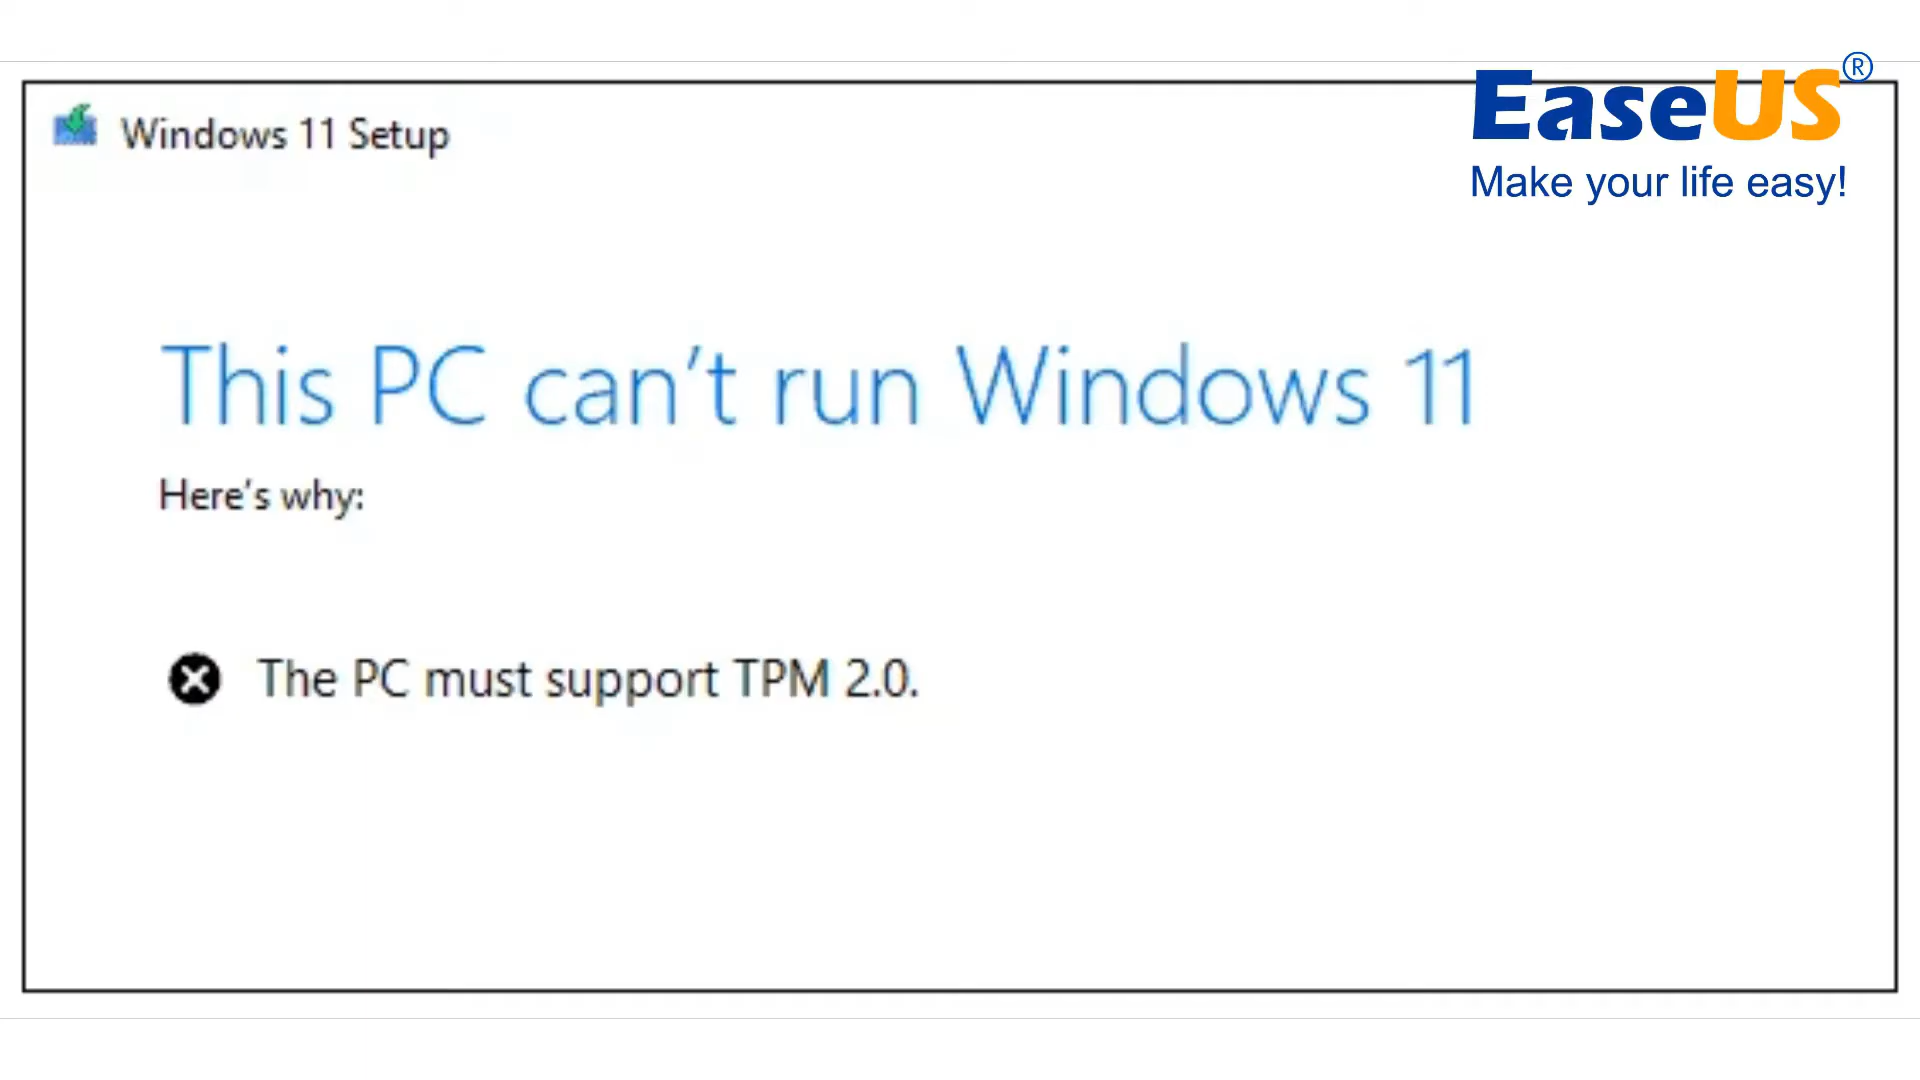 EaseUS®
Make your life easy!
Windows 11 Setup
This PC can't run Windows 11
Here's why:
The PC must support TPM 2.0.